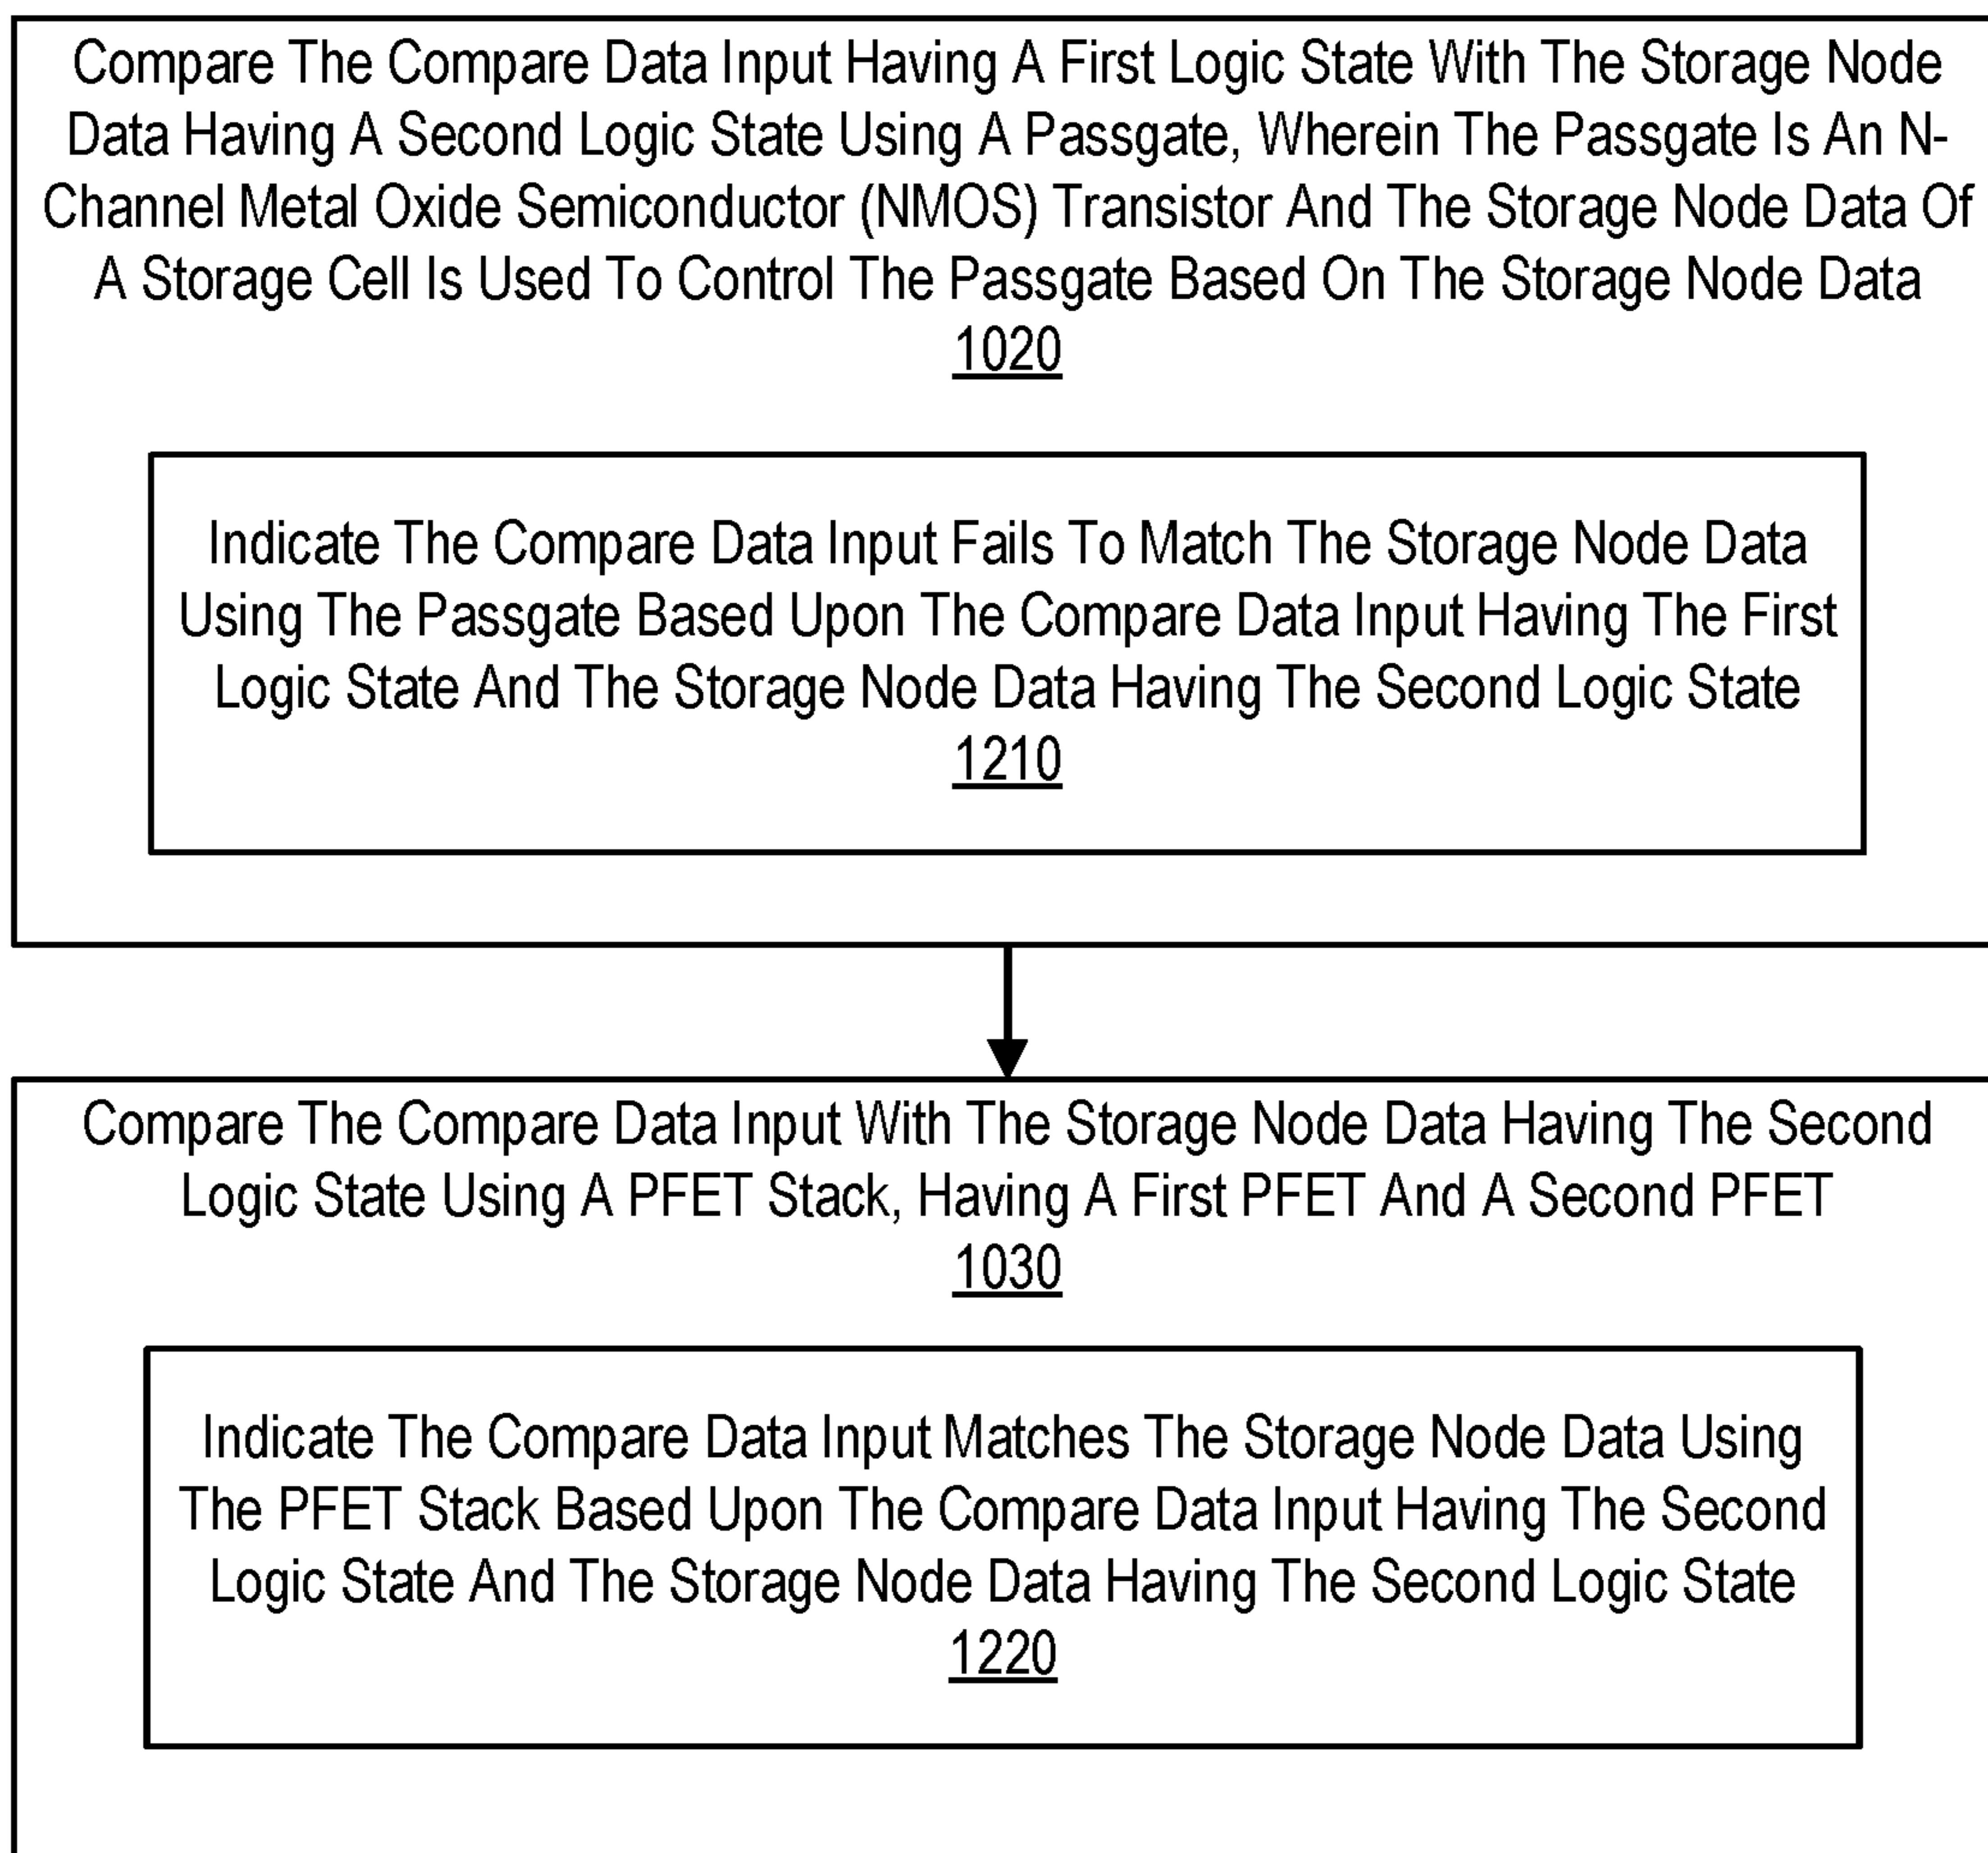 Compare The Compare Data Input Having A First Logic State With The Storage Node
Data Having A Second Logic State Using A Passgate, Wherein The Passgate Is An N-
Channel Metal Oxide Semiconductor (NMOS) Transistor And The Storage Node Data Of
A Storage Cell Is Used To Control The Passgate Based On The Storage Node Data
1020
Indicate The Compare Data Input Fails To Match The Storage Node Data
Using The Passgate Based Upon The Compare Data Input Having The First
Logic State And The Storage Node Data Having The Second Logic State
1210
Compare The Compare Data Input With The Storage Node Data Having The Second
Logic State Using A PFET Stack, Having A First PFET And A Second PFET
1030
Indicate The Compare Data Input Matches The Storage Node Data Using
The PFET Stack Based Upon The Compare Data Input Having The Second
Logic State And The Storage Node Data Having The Second Logic State
1220